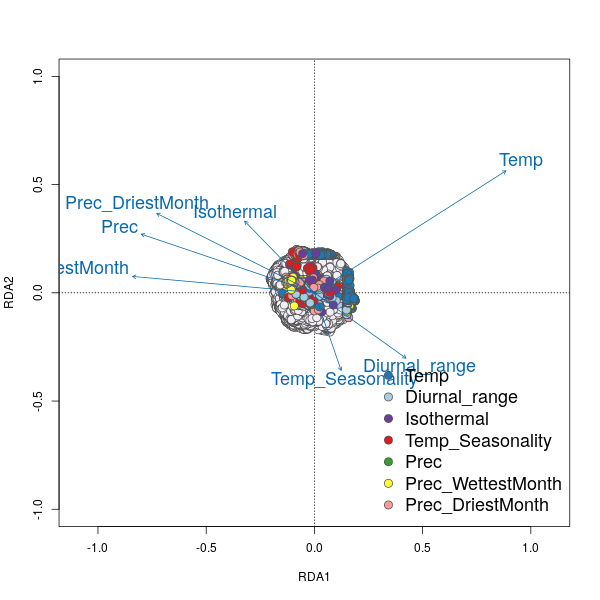 1.0
0.5
0.0
-0.5
-1.0
RDA2
Temp
Prec_DriestMonth
Isothermal
Prec
estMonth
Diurnal_range
Temp_Seasonality
Temp
Diurnal_range
Isothermal
Temp_Seasonality
Prec
Prec_WettestMonth
Prec_DriestMonth
-1.0 -0.5 0.0 0.5 1.0
RDA1